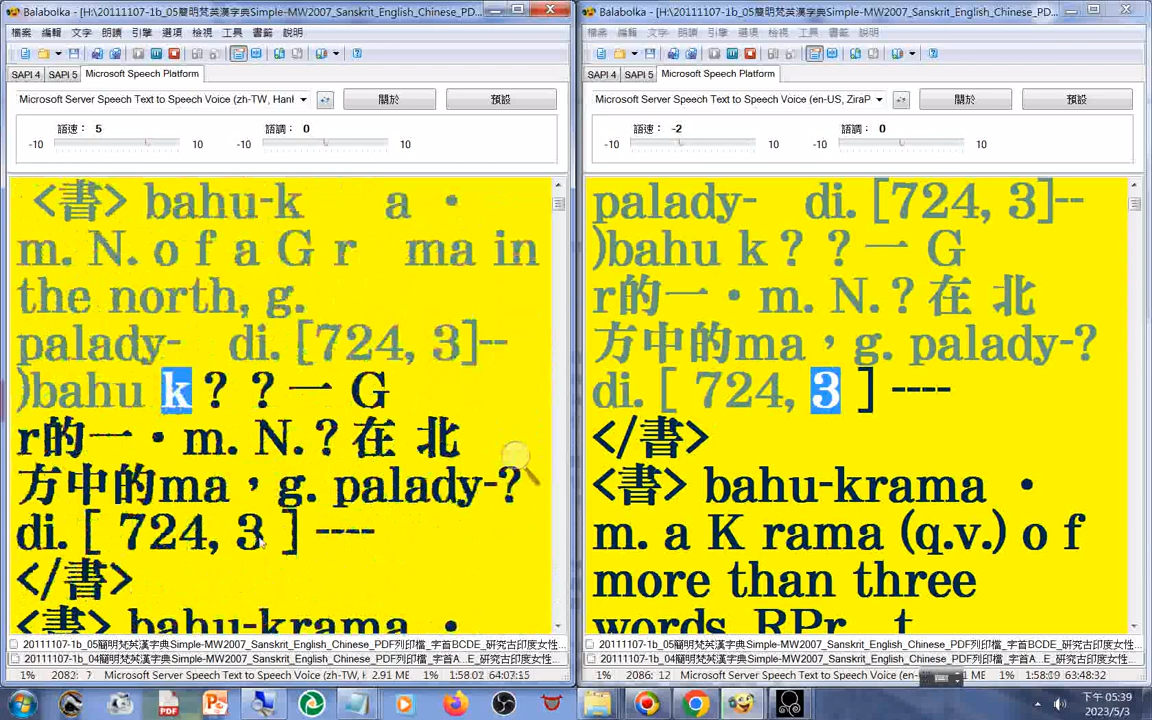 Balabolka - [H:\20111107-1b_05簡明梵英漢字典Simple-MW2007_Sanskrit_English_Chinese_PD...
檔案 編輯 文字 朗讀 引擎 選項 檢視 工具 書籤 說明
SAPI 4 SAPI 5 Microsoft Speech Platform
Microsoft Server Speech Text to Speech Voice (zh-TW, Hanl
關於 預設
語速: 5 語調: 0
-10 10 -10 10
<書> bahu-k a ‧
m. N. o f a G r ma in
the north, g.
palady- di. [724, 3]--
)bahu k ? ? 一 G
r的一‧m. N.?在 北
方中的ma,g. palady-?
di. [ 724, 3 ] ----
</書>
<書> bahu-krama ‧
20111107-1b_05簡明梵英漢字典Simple-MW2007_Sanskrit_English_Chinese_PDF列印檔_字首BCDE_研究古印度女性...
20111107-1b_04簡明梵英漢字典Simple-MW2007_Sanskrit_English_Chinese_PDF列印檔_字首A...E_研究古印度女性...
1% 2082: 7 Microsoft Server Speech Text to Speech Voice (zh-TW, H 2.91 ME 1% 1:58:02 64:07:15
Balabolka - [H:\20111107-1b_05簡明梵英漢字典Simple-MW2007_Sanskrit_English_Chinese_PD...
檔案 編輯 文字 朗讀 引擎 選項 檢視 工具 書籤 說明
SAPI 4 SAPI 5 Microsoft Speech Platform
Microsoft Server Speech Text to Speech Voice (en-US, ZiraP
關於 預設
語速: -2 語調: 0
-10 10 -10 10
palady- di. [724, 3]--
)bahu k ? ? 一 G
r的一‧m. N.?在 北
方中的ma,g. palady-?
di. [ 724, 3 ] ----
</書>
<書> bahu-krama ‧
m. a K rama (q.v.) o f
more than three
words, RPr. t
20111107-1b_05簡明梵英漢字典Simple-MW2007_Sanskrit_English_Chinese_PDF列印檔_字首BCDE_研究古印度女性...
20111107-1b_04簡明梵英漢字典Simple-MW2007_Sanskrit_English_Chinese_PDF列印檔_字首A...E_研究古印度女性...
1% 2086: 12 Microsoft Server Speech Text to Speech Voice 1% 1:58:09 63:48:32
PDF
下午 05:39
2023/5/3